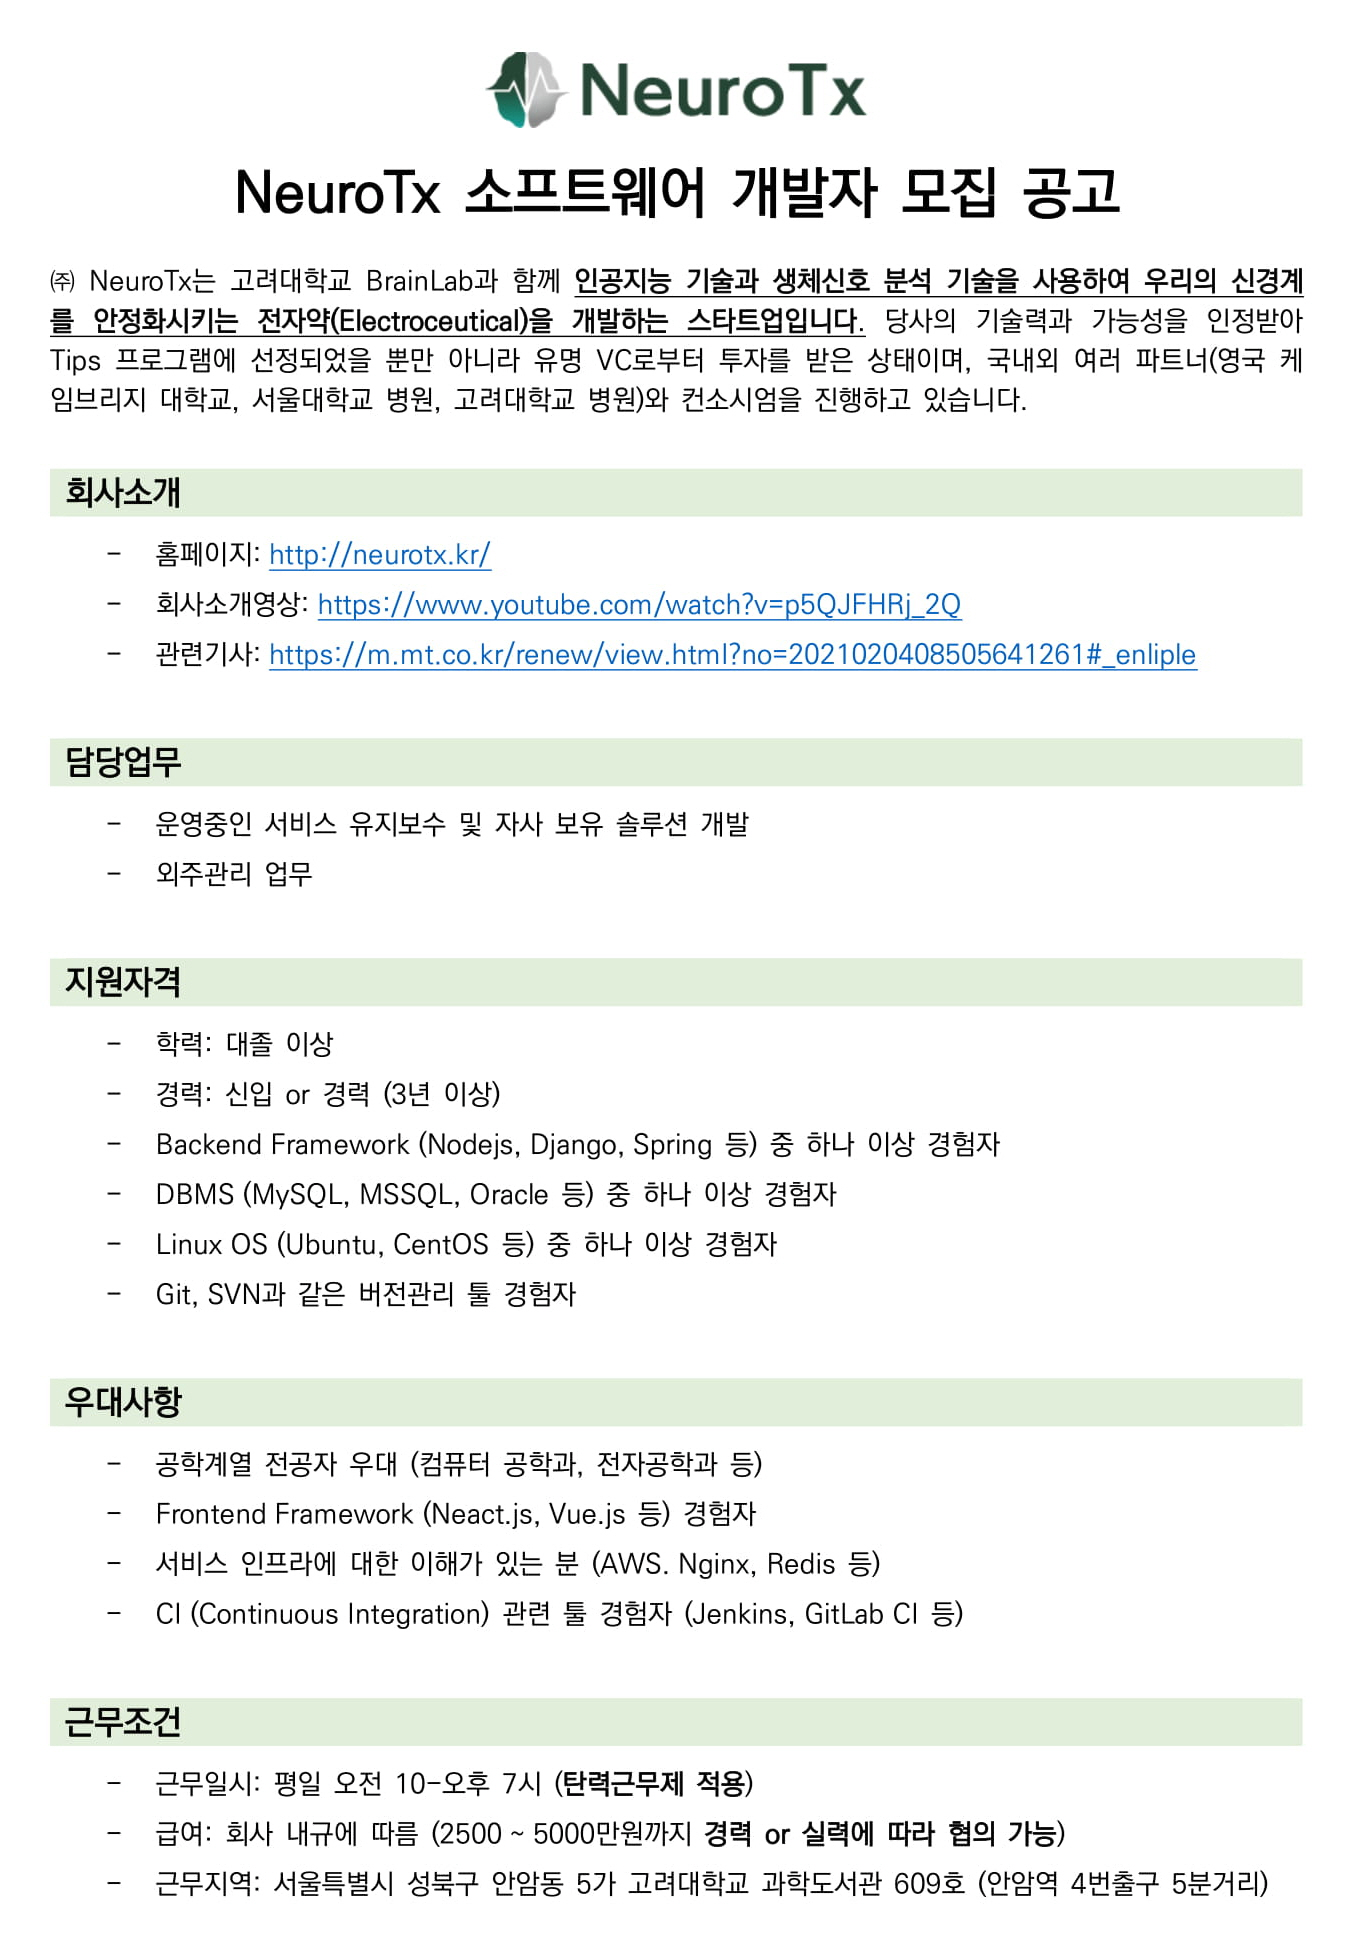 NeuroTx
NeuroTx 소프트웨어 개발자 모집 공고
㈜ NeuroTx는 고려대학교 BrainLab과 함께 인공지능 기술과 생체신호 분석 기술을 사용하여 우리의 신경계
를 안정화시키는 전자약(Electroceutical)을 개발하는 스타트업입니다. 당사의 기술력과 가능성을 인정받아
Tips 프로그램에 선정되었을 뿐만 아니라 유명 VC로부터 투자를 받은 상태이며, 국내외 여러 파트너(영국 케
임브리지 대학교, 서울대학교 병원, 고려대학교 병원)와 컨소시엄을 진행하고 있습니다.
회사소개
- 홈페이지: http://neurotx.kr/
- 회사소개영상: https://www.youtube.com/watch?v=p5QJFHRj_2Q
- 관련기사: https://m.mt.co.kr/renew/view.html?no=2021020408505641261#_enliple
담당업무
- 운영중인 서비스 유지보수 및 자사 보유 솔루션 개발
- 외주관리 업무
지원자격
- 학력: 대졸 이상
- 경력: 신입 or 경력 (3년 이상)
- Backend Framework (Nodejs, Django, Spring 등) 중 하나 이상 경험자
- DBMS (MySQL, MSSQL, Oracle 등) 중 하나 이상 경험자
- Linux OS (Ubuntu, CentOS 등) 중 하나 이상 경험자
- Git, SVN과 같은 버전관리 툴 경험자
우대사항
- 공학계열 전공자 우대 (컴퓨터 공학과, 전자공학과 등)
- Frontend Framework (Neact.js, Vue.js 등) 경험자
- 서비스 인프라에 대한 이해가 있는 분 (AWS. Nginx, Redis 등)
- CI (Continuous Integration) 관련 툴 경험자 (Jenkins, GitLab CI 등)
근무조건
- 근무일시: 평일 오전 10-오후 7시 (탄력근무제 적용)
- 급여: 회사 내규에 따름 (2500 ~ 5000만원까지 경력 or 실력에 따라 협의 가능)
- 근무지역: 서울특별시 성북구 안암동 5가 고려대학교 과학도서관 609호 (안암역 4번출구 5분거리)